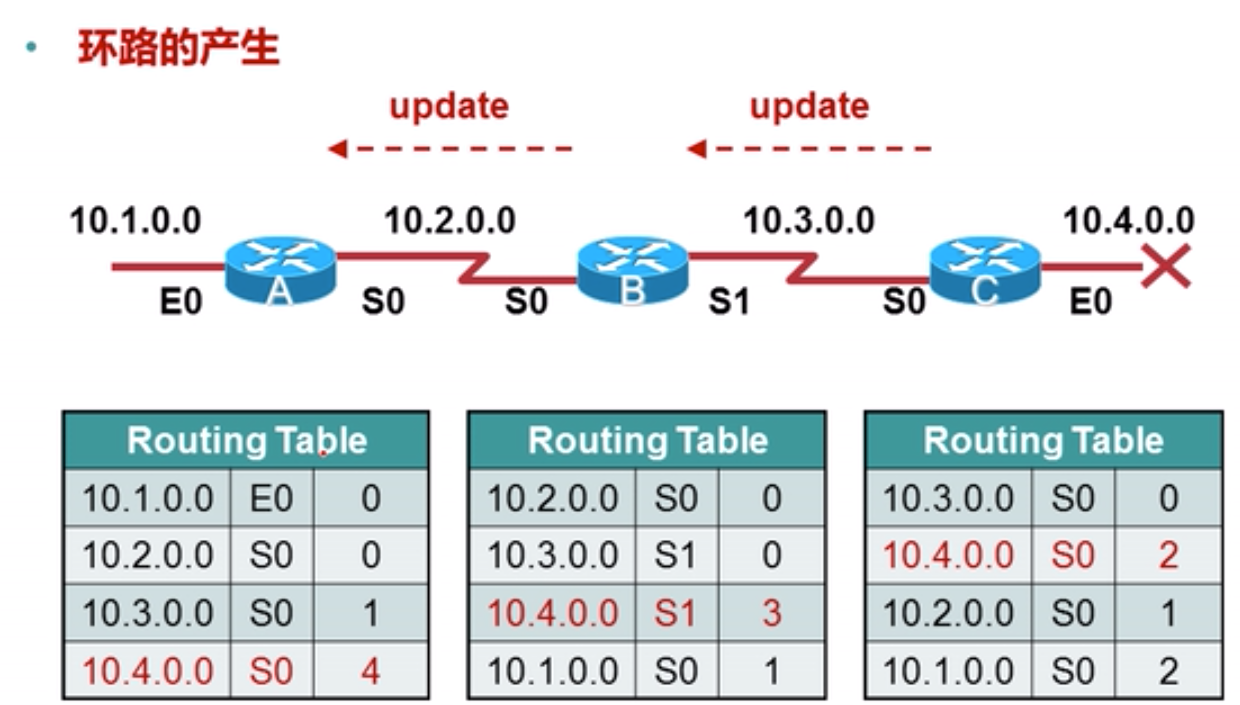 环路的产生
update update
10.1.0.0 10.2.0.0 10.3.0.0 10.4.0.0
A B C
E0 S0 S0 S1 S0 E0
Routing Table
10.1.0.0 E0 0
10.2.0.0 S0 0
10.3.0.0 S0 1
10.4.0.0 S0 4
Routing Table
10.2.0.0 S0 0
10.3.0.0 S1 0
10.4.0.0 S1 3
10.1.0.0 S0 1
Routing Table
10.3.0.0 S0 0
10.4.0.0 S0 2
10.2.0.0 S0 1
10.1.0.0 S0 2